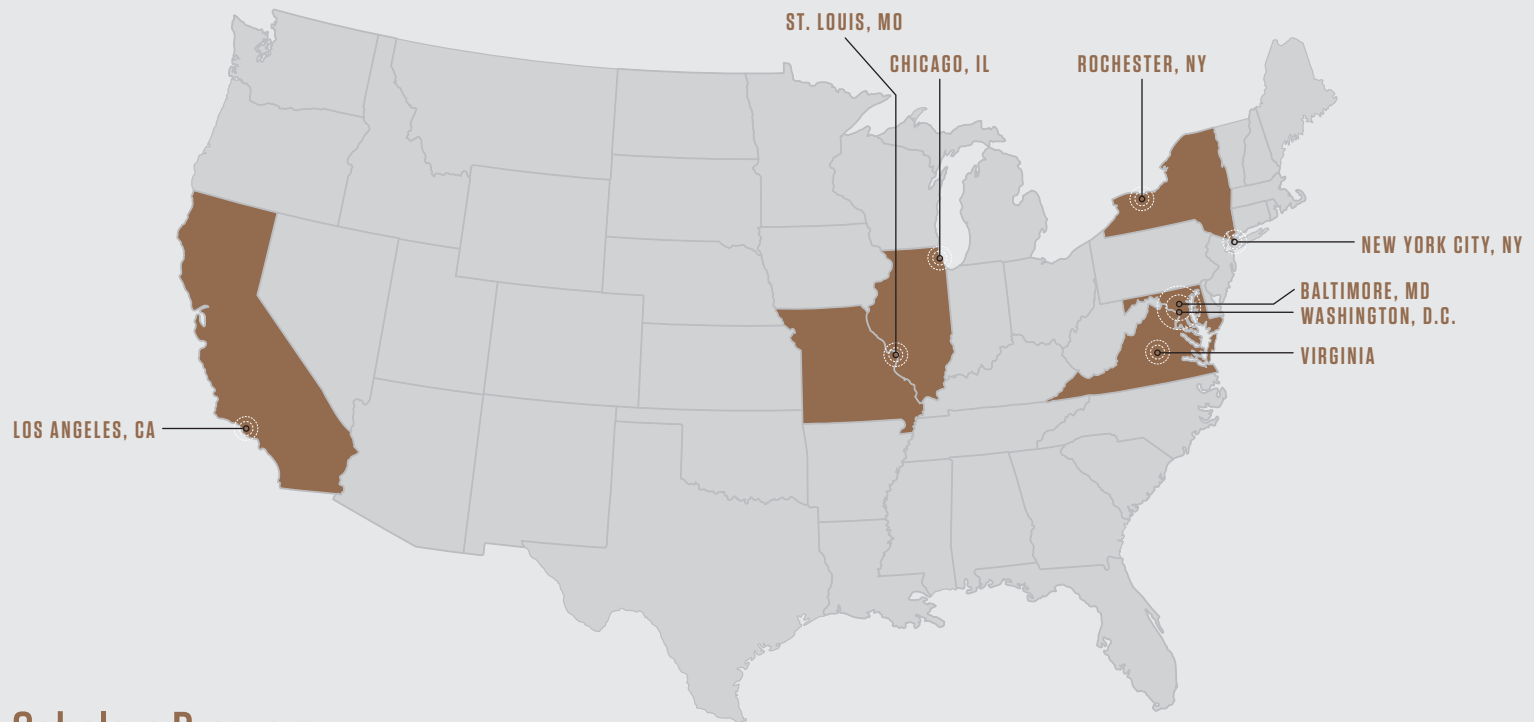 ST. LOUIS, MO
CHICAGO, IL
ROCHESTER, NY
NEW YORK CITY, NY
BALTIMORE, MD
WASHINGTON, D.C.
VIRGINIA
LOS ANGELES, CA